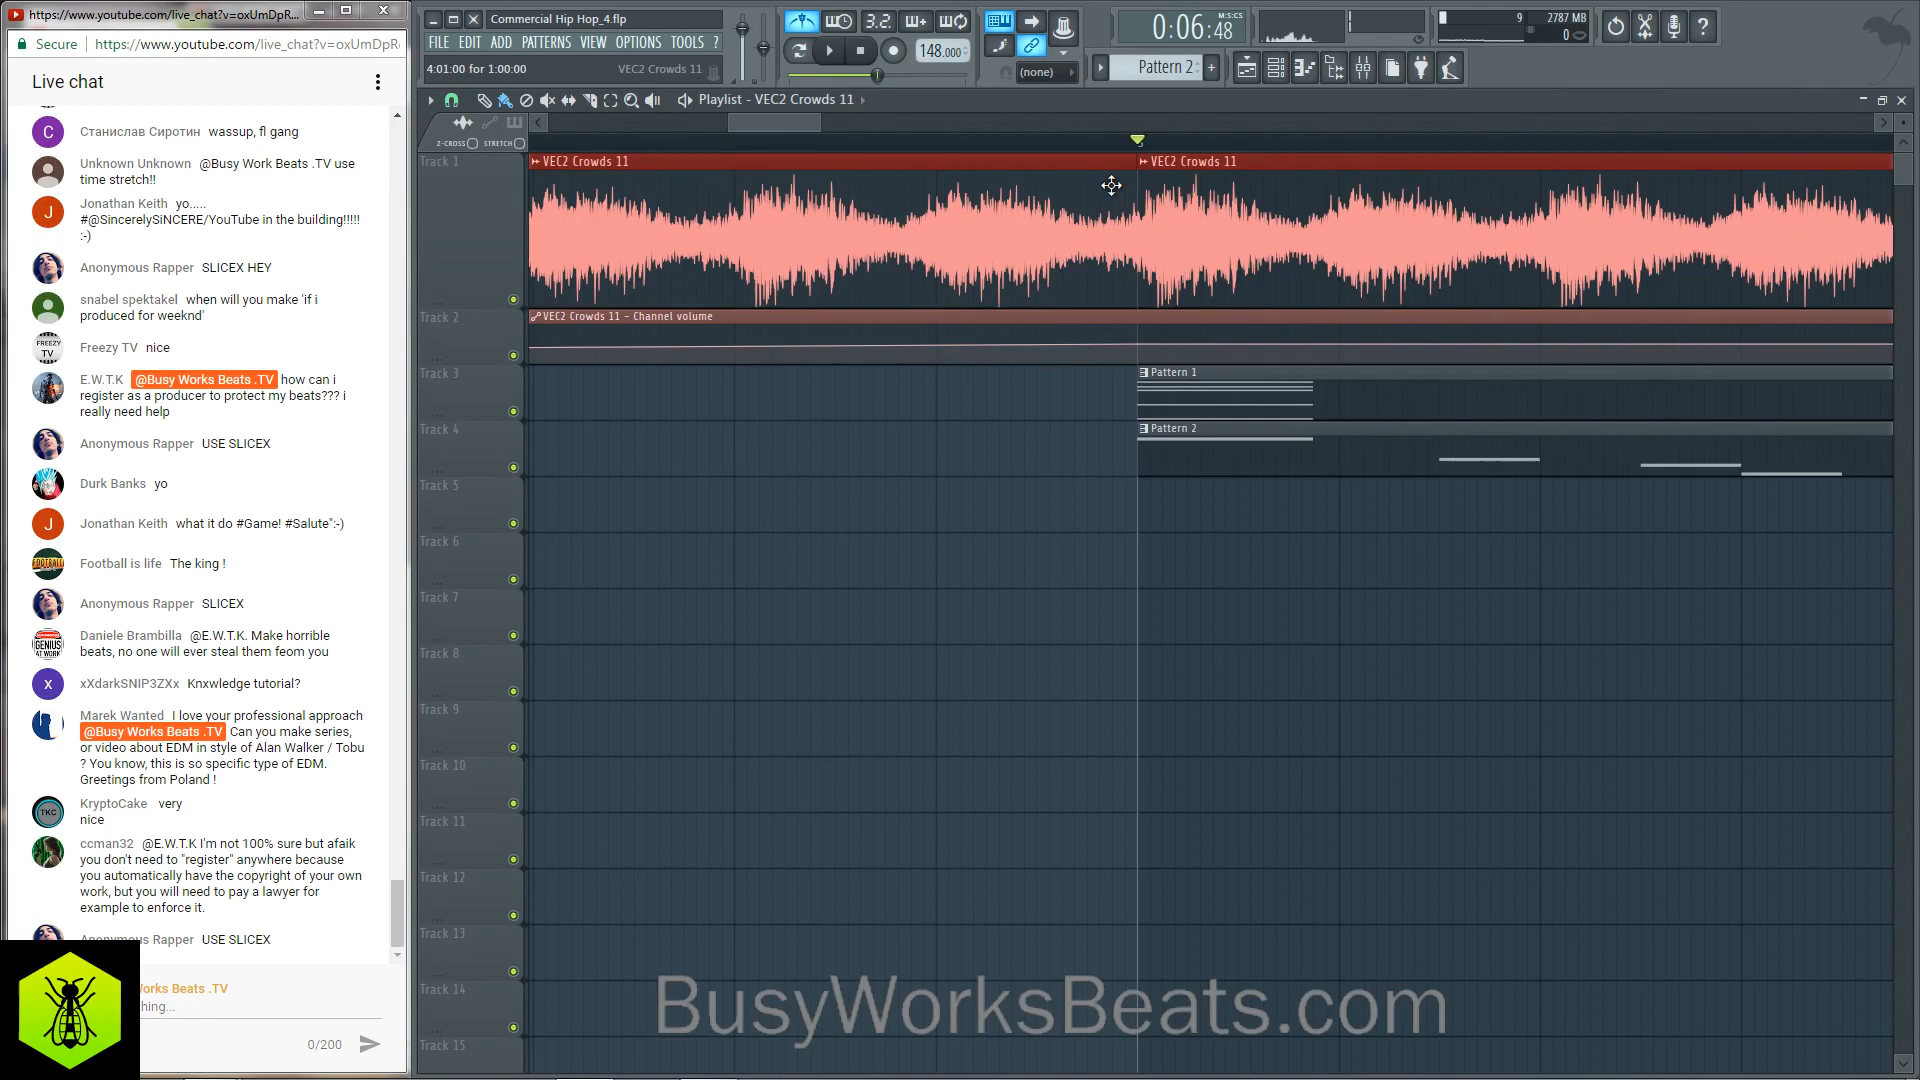 https://www.youtube.com/live_chat?v=oxUmDpR...
Secure
https://www.youtube.com/live_chat?v=oxUmDpR
Live chat
С
Станислав Сиротин wassup, fl gang
Unknown Unknown @Busy Work Beats .TV use
time stretch!!
J
Jonathan Keith yo.....
#@SincerelySiNCERE/YouTube in the building!!!!!
:-)
Anonymous Rapper SLICEX HEY
snabel spektakel when will you make 'if i
produced for weeknd'
FREEZY
TV
Freezy TV nice
E.W.T.K @Busy Works Beats .TV how can i
register as a producer to protect my beats??? i
really need help
Anonymous Rapper USE SLICEX
Durk Banks yo
J
Jonathan Keith what it do #Game! #Salute":-)
FOOTBALL
Football is life The king !
Anonymous Rapper SLICEX
GENIUS
AT WORK
Daniele Brambilla @E.W.T.K. Make horrible
beats, no one will ever steal them feom you
x
xXdarkSNIP3ZXx Knxwledge tutorial?
Marek Wanted I love your professional approach
@Busy Works Beats .TV Can you make series,
or video about EDM in style of Alan Walker / Tobu
? You know, this is so specific type of EDM.
Greetings from Poland !
TKC
KryptoCake very
nice
ccman32 @E.W.T.K I'm not 100% sure but afaik
you don't need to "register" anywhere because
you automatically have the copyright of your own
work, but you will need to pay a lawyer for
example to enforce it.
Anonymous Rapper USE SLICEX
orks Beats .TV
hing...
0/200
Commercial Hip Hop_4.flp
FILE EDIT ADD PATTERNS VIEW OPTIONS TOOLS ?
4:01:00 for 1:00:00 VEC2 Crowds 11
3.2.
148.000
(none)
0:06:48
M:S:CS
9
2787 MB
0
?
Pattern 2
+
Playlist - VEC2 Crowds 11
Z-CROSS STRETCH
Track 1
VEC2 Crowds 11
VEC2 Crowds 11
Track 2
VEC2 Crowds 11 - Channel volume
Track 3
Pattern 1
Track 4
Pattern 2
Track 5
Track 6
Track 7
Track 8
Track 9
Track 10
Track 11
Track 12
Track 13
Track 14
Track 15
BusyWorksBeats.com